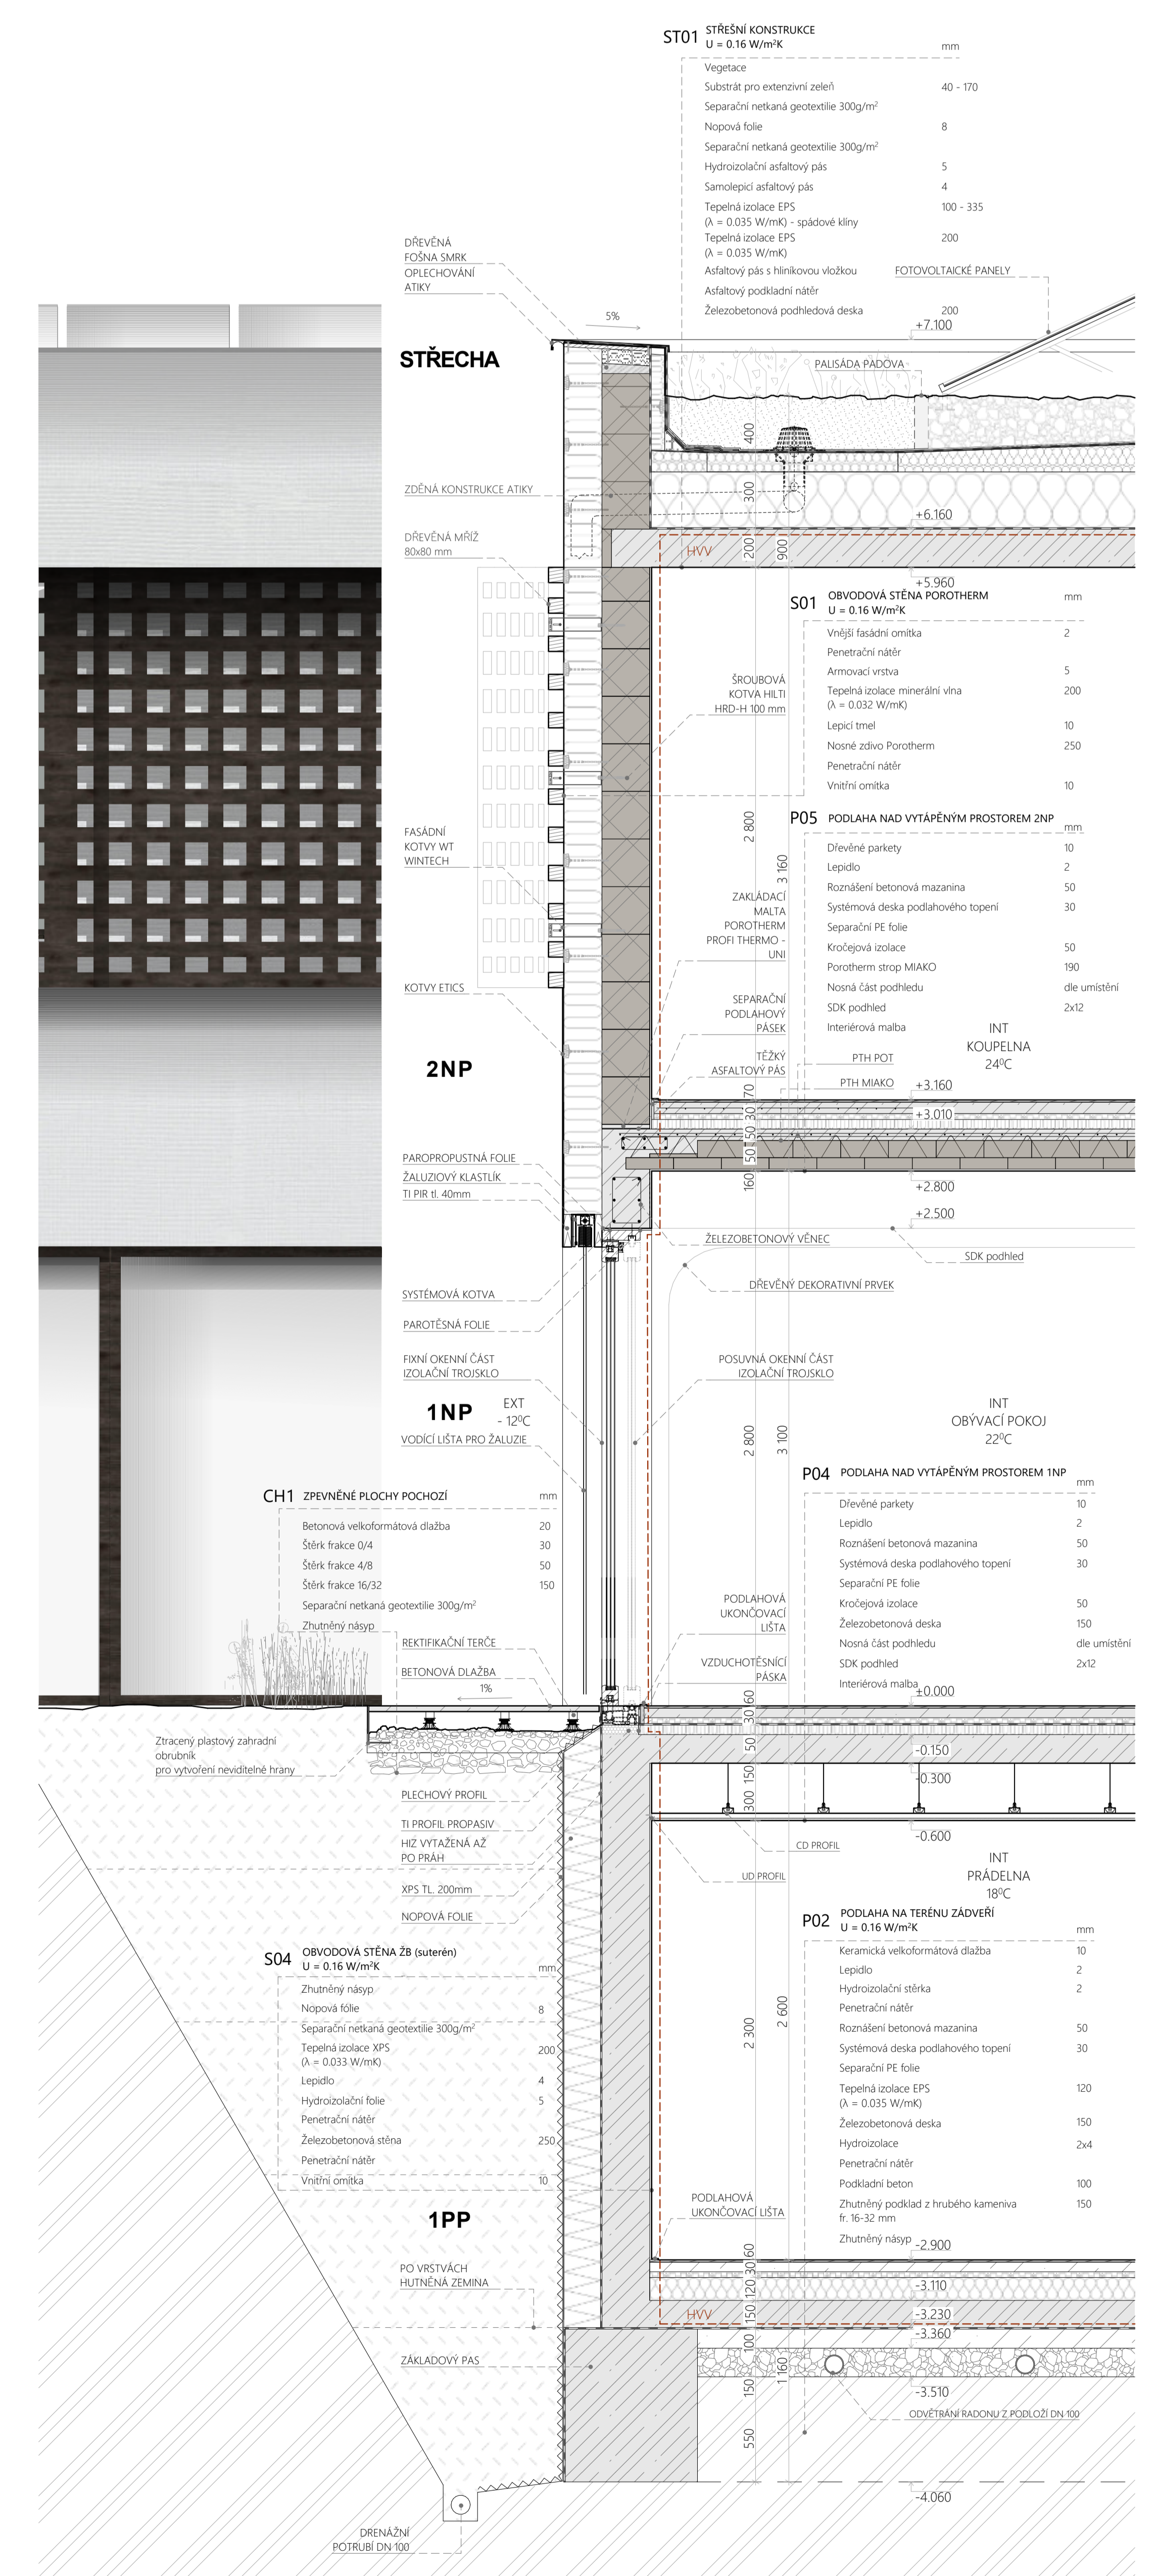 ST01 STŘEŠNÍ KONSTRUKCE
U = 0.16 W/m²K
mm
Vegetace
Substrát pro extenzivní zeleň 40 - 170
Separační netkaná geotextilie 300g/m²
Nopová folie 8
Separační netkaná geotextilie 300g/m²
Hydroizolační asfaltový pás 5
Samolepicí asfaltový pás 4
Tepelná izolace EPS 100 - 335
(λ = 0.035 W/mK) - spádové klíny
Tepelná izolace EPS 200
(λ = 0.035 W/mK)
Asfaltový pás s hliníkovou vložkou
Asfaltový podkladní nátěr
Železobetonová podhledová deska 200
FOTOVOLTAICKÉ PANELY
+7.100
DŘEVĚNÁ
FOŠNA SMRK
OPLECHOVÁNÍ
ATIKY
5%
STŘECHA
PALISÁDA PADOVA
400
300
200
900
ZDĚNÁ KONSTRUKCE ATIKY
+6.160
DŘEVĚNÁ MŘÍŽ
80x80 mm
HVV
+5.960
S01 OBVODOVÁ STĚNA POROTHERM
U = 0.16 W/m²K
mm
Vnější fasádní omítka 2
Penetrační nátěr
Armovací vrstva 5
Tepelná izolace minerální vlna 200
(λ = 0.032 W/mK)
Lepicí tmel 10
Nosné zdivo Porotherm 250
Penetrační nátěr
Vnitřní omítka 10
ŠROUBOVÁ
KOTVA HILTI
HRD-H 100 mm
2 800
3 160
P05 PODLAHA NAD VYTÁPĚNÝM PROSTOREM 2NP
mm
Dřevěné parkety 10
Lepidlo 2
Roznášení betonová mazanina 50
Systémová deska podlahového topení 30
Separační PE folie
Kročejová izolace 50
Porotherm strop MIAKO 190
Nosná část podhledu dle umístění
SDK podhled 2x12
Interiérová malba
FASÁDNÍ
KOTVY WT
WINTECH
ZAKLÁDACÍ
MALTA
POROTHERM
PROFI THERMO -
UNI
KOTVY ETICS
SEPARAČNÍ
PODLAHOVÝ
PÁSEK
INT
KOUPELNA
24⁰C
2NP
TĚŽKÝ
ASFALTOVÝ PÁS
PTH POT
PTH MIAKO
+3.160
+3.010
70
30
50
50
160
PAROPROPUSTNÁ FOLIE
ŽALUZIOVÝ KLASTLÍK
TI PIR tl. 40mm
+2.800
+2.500
ŽELEZOBETONOVÝ VĚNEC
SDK podhled
DŘEVĚNÝ DEKORATIVNÍ PRVEK
SYSTÉMOVÁ KOTVA
PAROTĚSNÁ FOLIE
FIXNÍ OKENNÍ ČÁST
IZOLAČNÍ TROJSKLO
POSUVNÁ OKENNÍ ČÁST
IZOLAČNÍ TROJSKLO
1NP
EXT
- 12⁰C
VODÍCÍ LIŠTA PRO ŽALUZIE
2 800
3 100
INT
OBÝVACÍ POKOJ
22⁰C
P04 PODLAHA NAD VYTÁPĚNÝM PROSTOREM 1NP
mm
Dřevěné parkety 10
Lepidlo 2
Roznášení betonová mazanina 50
Systémová deska podlahového topení 30
Separační PE folie
Kročejová izolace 50
Železobetonová deska 150
Nosná část podhledu dle umístění
SDK podhled 2x12
Interiérová malba
+0.000
CH1 ZPEVNĚNÉ PLOCHY POCHOZÍ mm
Betonová velkoformátová dlažba 20
Štěrk frakce 0/4 30
Štěrk frakce 4/8 50
Štěrk frakce 16/32 150
Separační netkaná geotextilie 300g/m²
Zhutněný násyp
PODLAHOVÁ
UKONČOVACÍ
LIŠTA
REKTIFIKAČNÍ TERČE
BETONOVÁ DLAŽBA
VZDUCHOTĚSNÍCÍ
PÁSKA
1%
60
30
50
150
300
-0.150
-0.300
Ztracený plastový zahradní
obrubník
pro vytvoření neviditelné hrany
PLECHOVÝ PROFIL
TI PROFIL PROPASIV
HIZ VYTAŽENÁ AŽ
PO PRÁH
XPS TL. 200mm
NOPOVÁ FOLIE
-0.600
CD PROFIL
UD PROFIL
INT
PRÁDELNA
18⁰C
P02 PODLAHA NA TERÉNU ZÁDVEŘÍ
U = 0.16 W/m²K
mm
Keramická velkoformátová dlažba 10
Lepidlo 2
Hydroizolační stěrka 2
Penetrační nátěr
Roznášení betonová mazanina 50
Systémová deska podlahového topení 30
Separační PE folie
Tepelná izolace EPS 120
(λ = 0.035 W/mK)
Železobetonová deska 150
Hydroizolace 2x4
Penetrační nátěr
Podkladní beton 100
Zhutněný podklad z hrubého kameniva 150
fr. 16-32 mm
Zhutněný násyp
-2.900
S04 OBVODOVÁ STĚNA ŽB (suterén)
U = 0.16 W/m²K
mm
Zhutněný násyp
Nopová fólie 8
Separační netkaná geotextilie 300g/m²
Tepelná izolace XPS 200
(λ = 0.033 W/mK)
Lepidlo 4
Hydroizolační folie 5
Penetrační nátěr
Železobetonová stěna 250
Penetrační nátěr
Vnitřní omítka 10
2 300
2 600
1PP
PODLAHOVÁ
UKONČOVACÍ LIŠTA
PO VRSTVÁCH
HUTNĚNÁ ZEMINA
60
30
120
150
100
150
550
1 160
HVV
-3.110
-3.230
-3.360
-3.510
ZÁKLADOVÝ PAS
ODVĚTRÁNÍ RADONU Z PODLOŽÍ DN 100
-4.060
DRENÁŽNÍ
POTRUBÍ DN 100